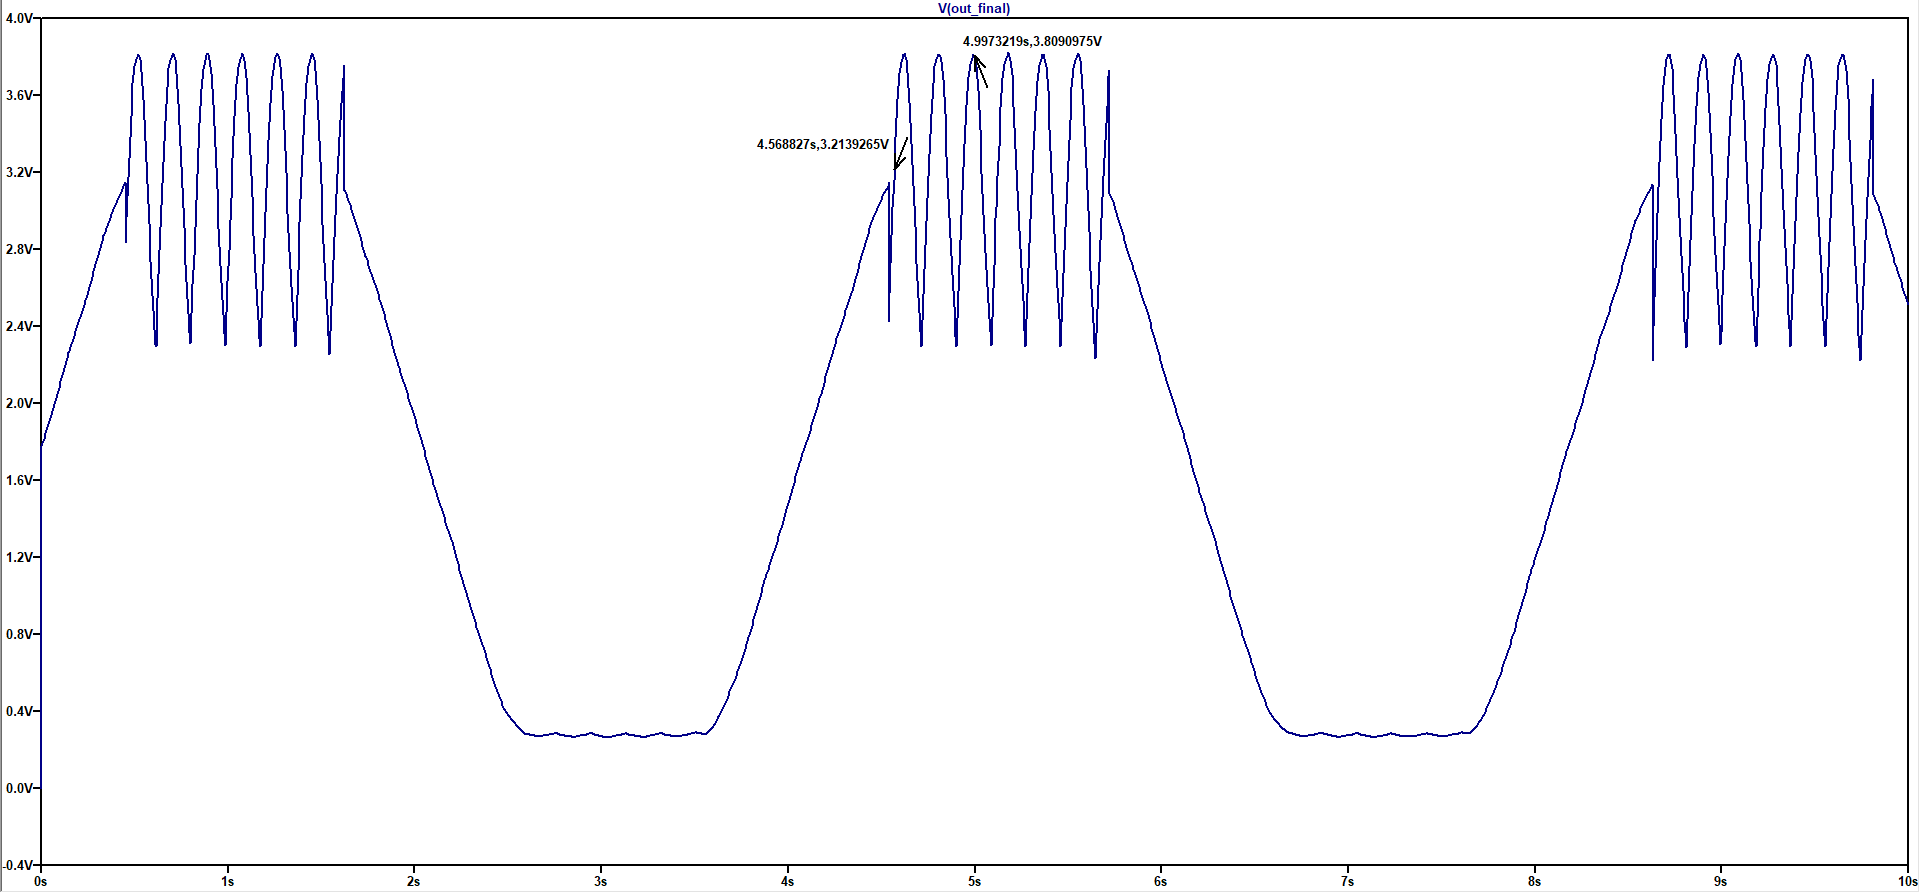 V(out_final)
4.0V
3.6V
3.2V
2.8V
2.4V
2.0V
1.6V
1.2V
0.8V
0.4V
0.0V
-0.4V
4.9973219s,3.8090975V
4.568827s,3.2139265V
0s 1s 2s 3s 4s 5s 6s 7s 8s 9s 10s